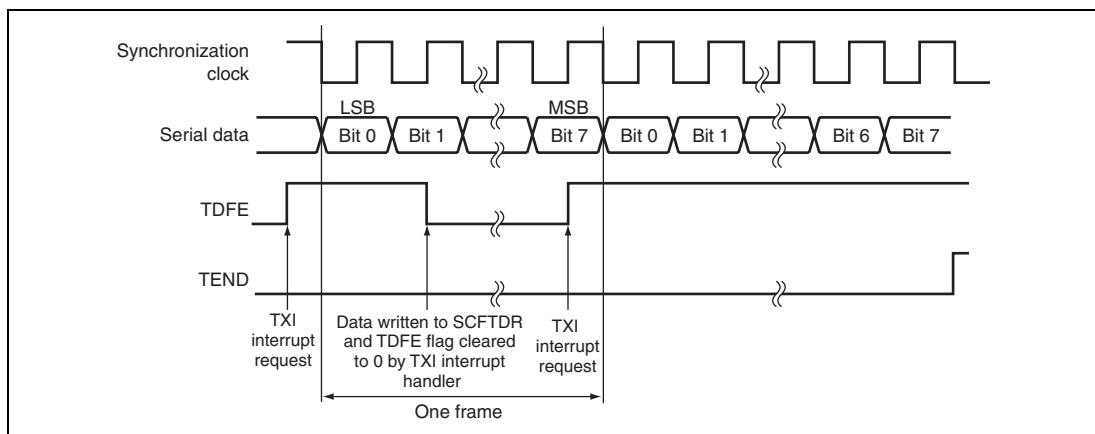 Synchronization
clock
LSB
MSB
Serial data
Bit 0
Bit 1
Bit 7
Bit 0
Bit 1
Bit 6
Bit 7
TDFE
TEND
TXI
interrupt
request
Data written to SCFTDR
and TDFE flag cleared
to 0 by TXI interrupt
handler
TXI
interrupt
request
One frame